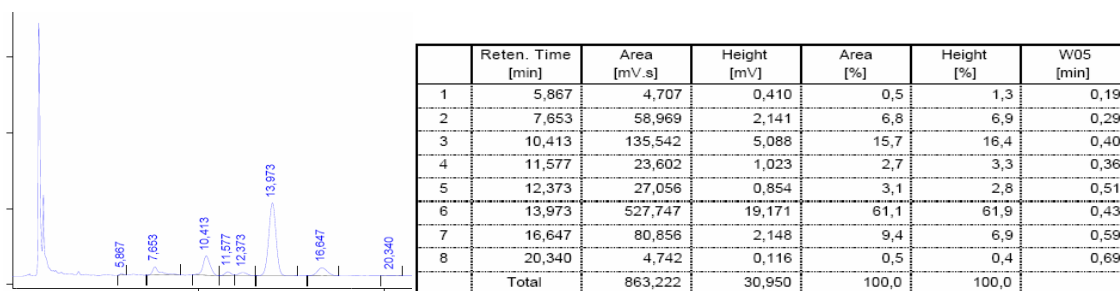 5,867
7,653
10,413
11,577
12,373
13,973
16,647
20,340
Reten. Time Area Height Area Height W05
[min] [mV.s] [mV] [%] [%] [min]
1 5,867 4,707 0,410 0,5 1,3 0,19
2 7,653 58,969 2,141 6,8 6,9 0,29
3 10,413 135,542 5,088 15,7 16,4 0,40
4 11,577 23,602 1,023 2,7 3,3 0,36
5 12,373 27,056 0,854 3,1 2,8 0,51
6 13,973 527,747 19,171 61,1 61,9 0,43
7 16,647 80,856 2,148 9,4 6,9 0,59
8 20,340 4,742 0,116 0,5 0,4 0,69
Total 863,222 30,950 100,0 100,0